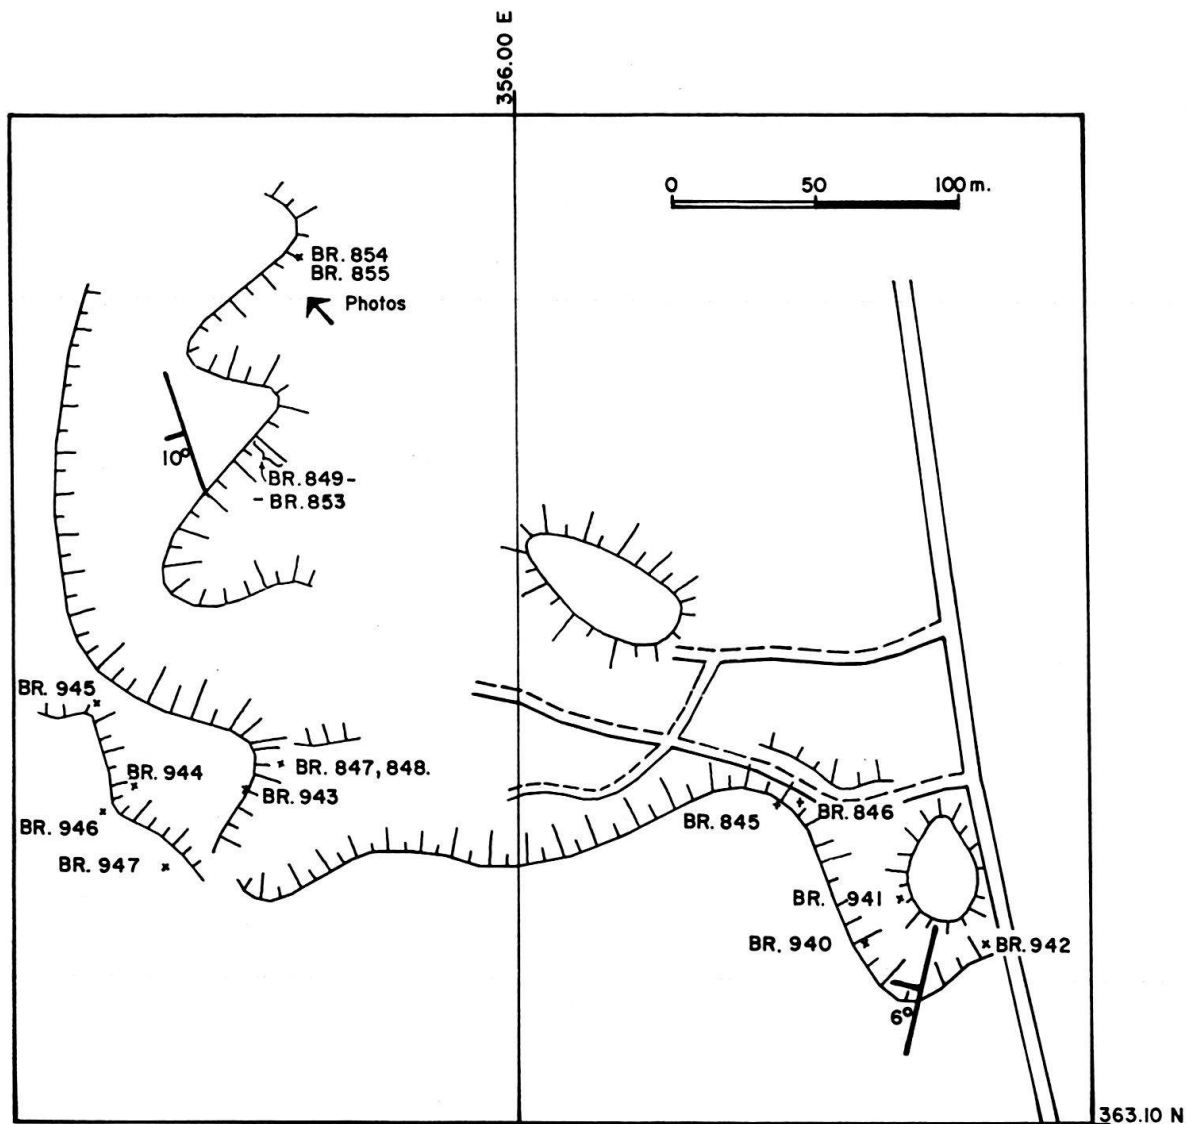 356.00 E
0 50 100 m.
BR. 854
BR. 855
Photos
10°
BR. 849-
- BR. 853
BR. 945
BR. 944
BR. 847, 848.
BR. 943
BR. 946
BR. 845
BR. 846
BR. 947
BR. 941
BR. 940
BR. 942
6°
363.10 N